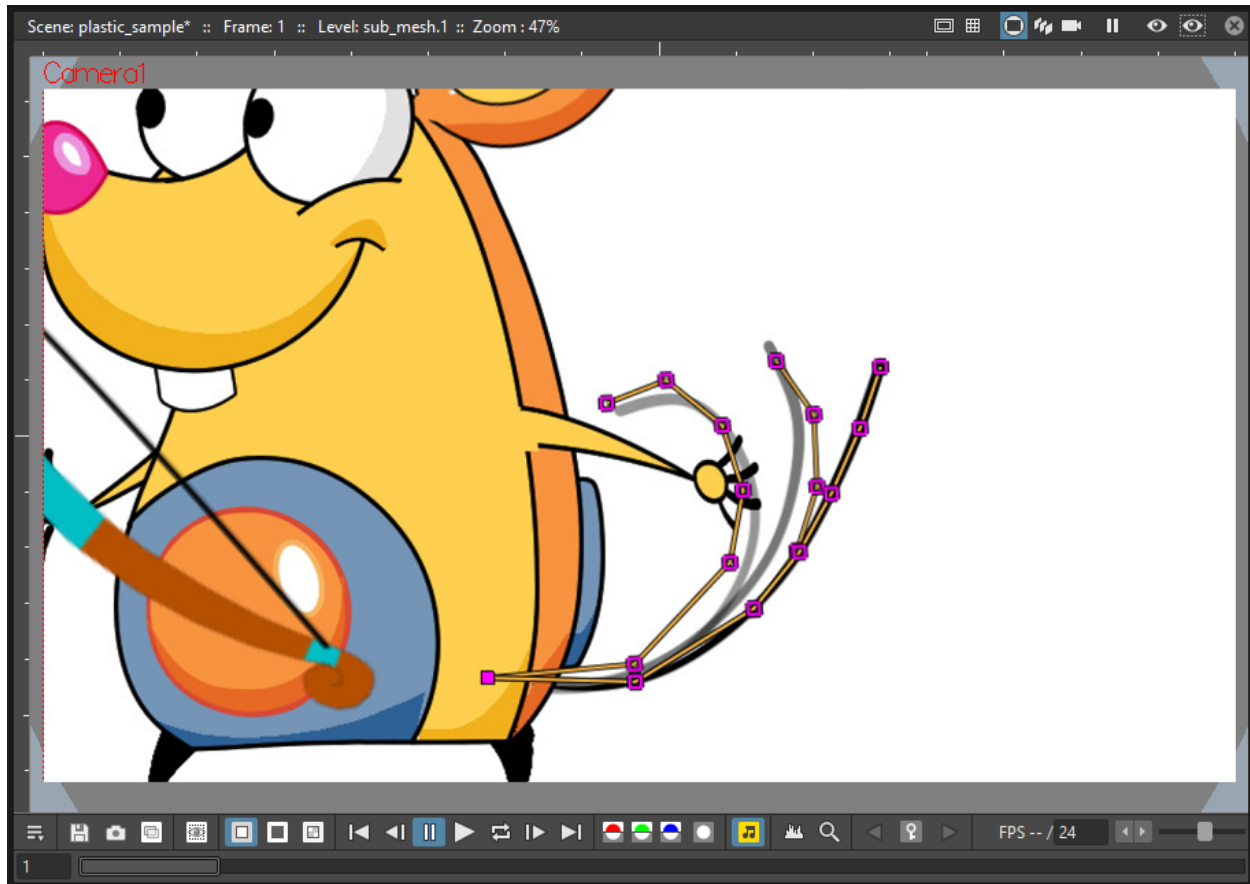 Scene: plastic_sample* :: Frame: 1 :: Level: sub_mesh.1 :: Zoom : 47%
Camera1
FPS -- / 24
1